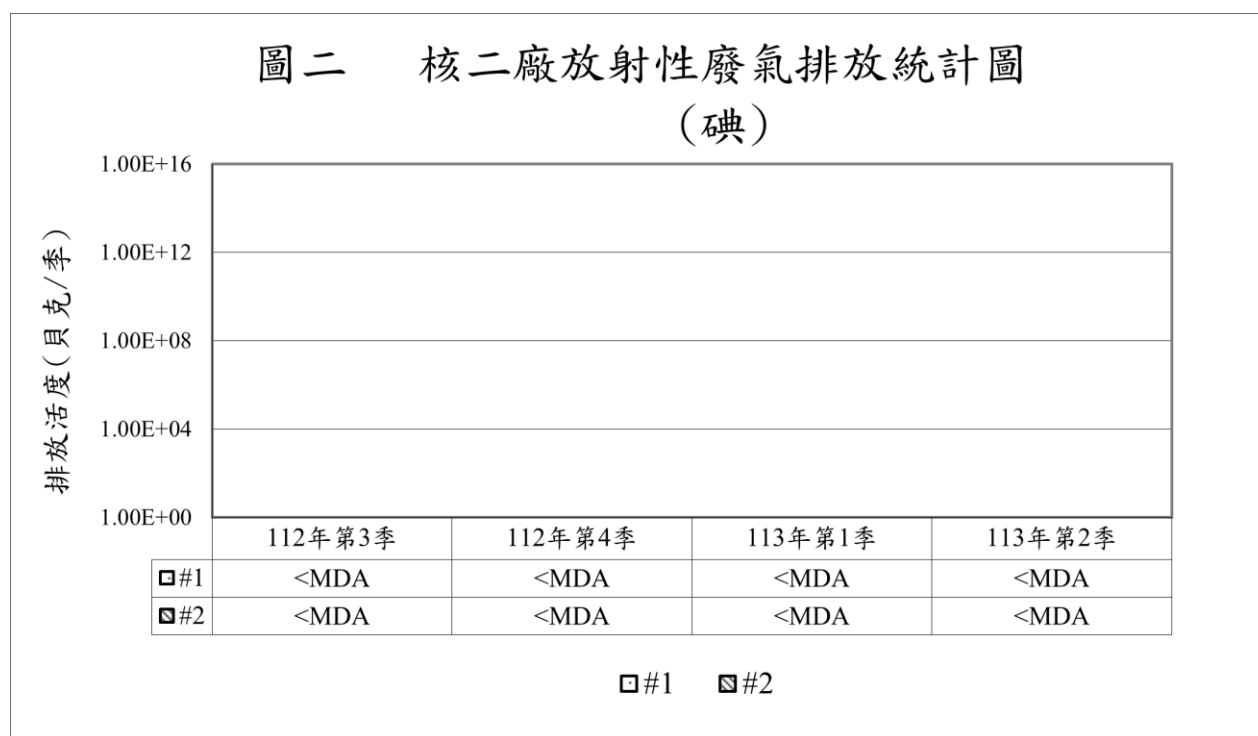 圖二 核二廠放射性廢氣排放統計圖
(碘)
排放活度(貝克/季)
1.00E+16
1.00E+12
1.00E+08
1.00E+04
1.00E+00
112年第3季 112年第4季 113年第1季 113年第2季
#1 <MDA <MDA <MDA <MDA
#2 <MDA <MDA <MDA <MDA
#1 #2